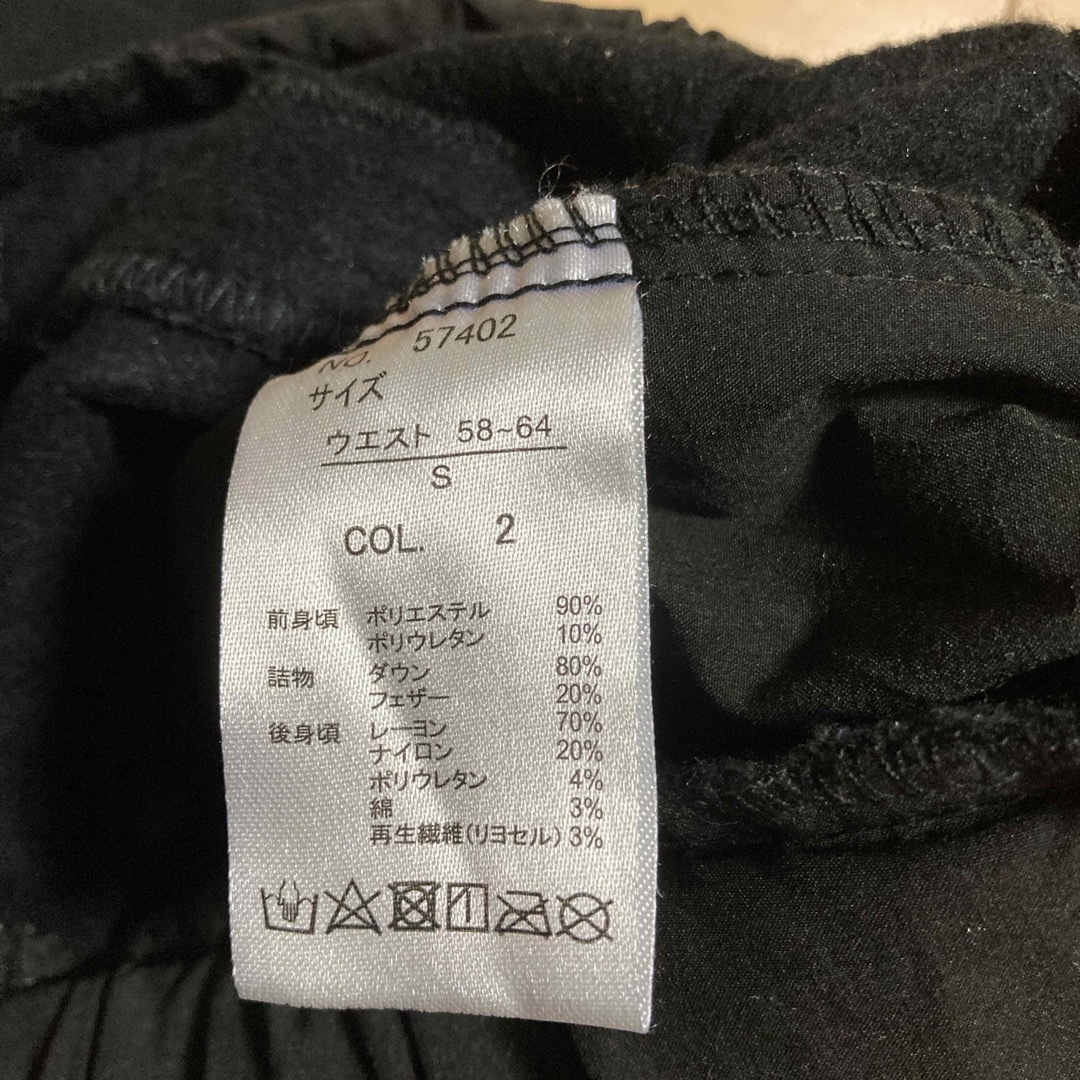 NO. 57402
サイズ
ウエスト 58~64
S
COL. 2
前身頃 ポリエステル 90%
ポリウレタン 10%
詰物 ダウン 80%
フェザー 20%
後身頃 レーヨン 70%
ナイロン 20%
ポリウレタン 4%
綿 3%
再生繊維(リヨセル) 3%